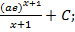 (ae)^{x+1}/(x+1) + C;